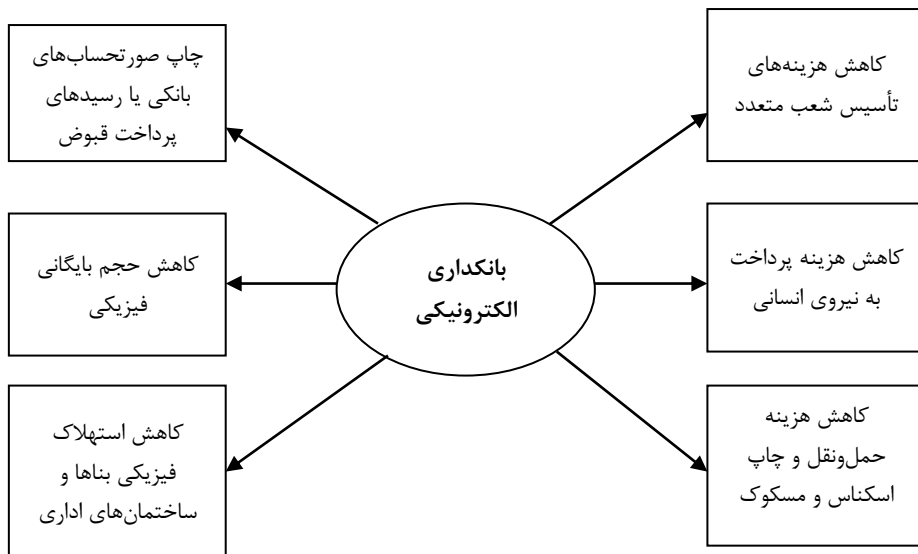 کاهش هزینه‌های
تأسیس شعب متعدد
چاپ صورتحساب‌های
بانکی یا رسیدهای
پرداخت قبوض
بانکداری
الکترونیکی
کاهش هزینه پرداخت
به نیروی انسانی
کاهش حجم بایگانی
فیزیکی
کاهش هزینه
حمل‌ونقل و چاپ
اسکناس و مسکوک
کاهش استهلاک
فیزیکی بناها و
ساختمان‌های اداری